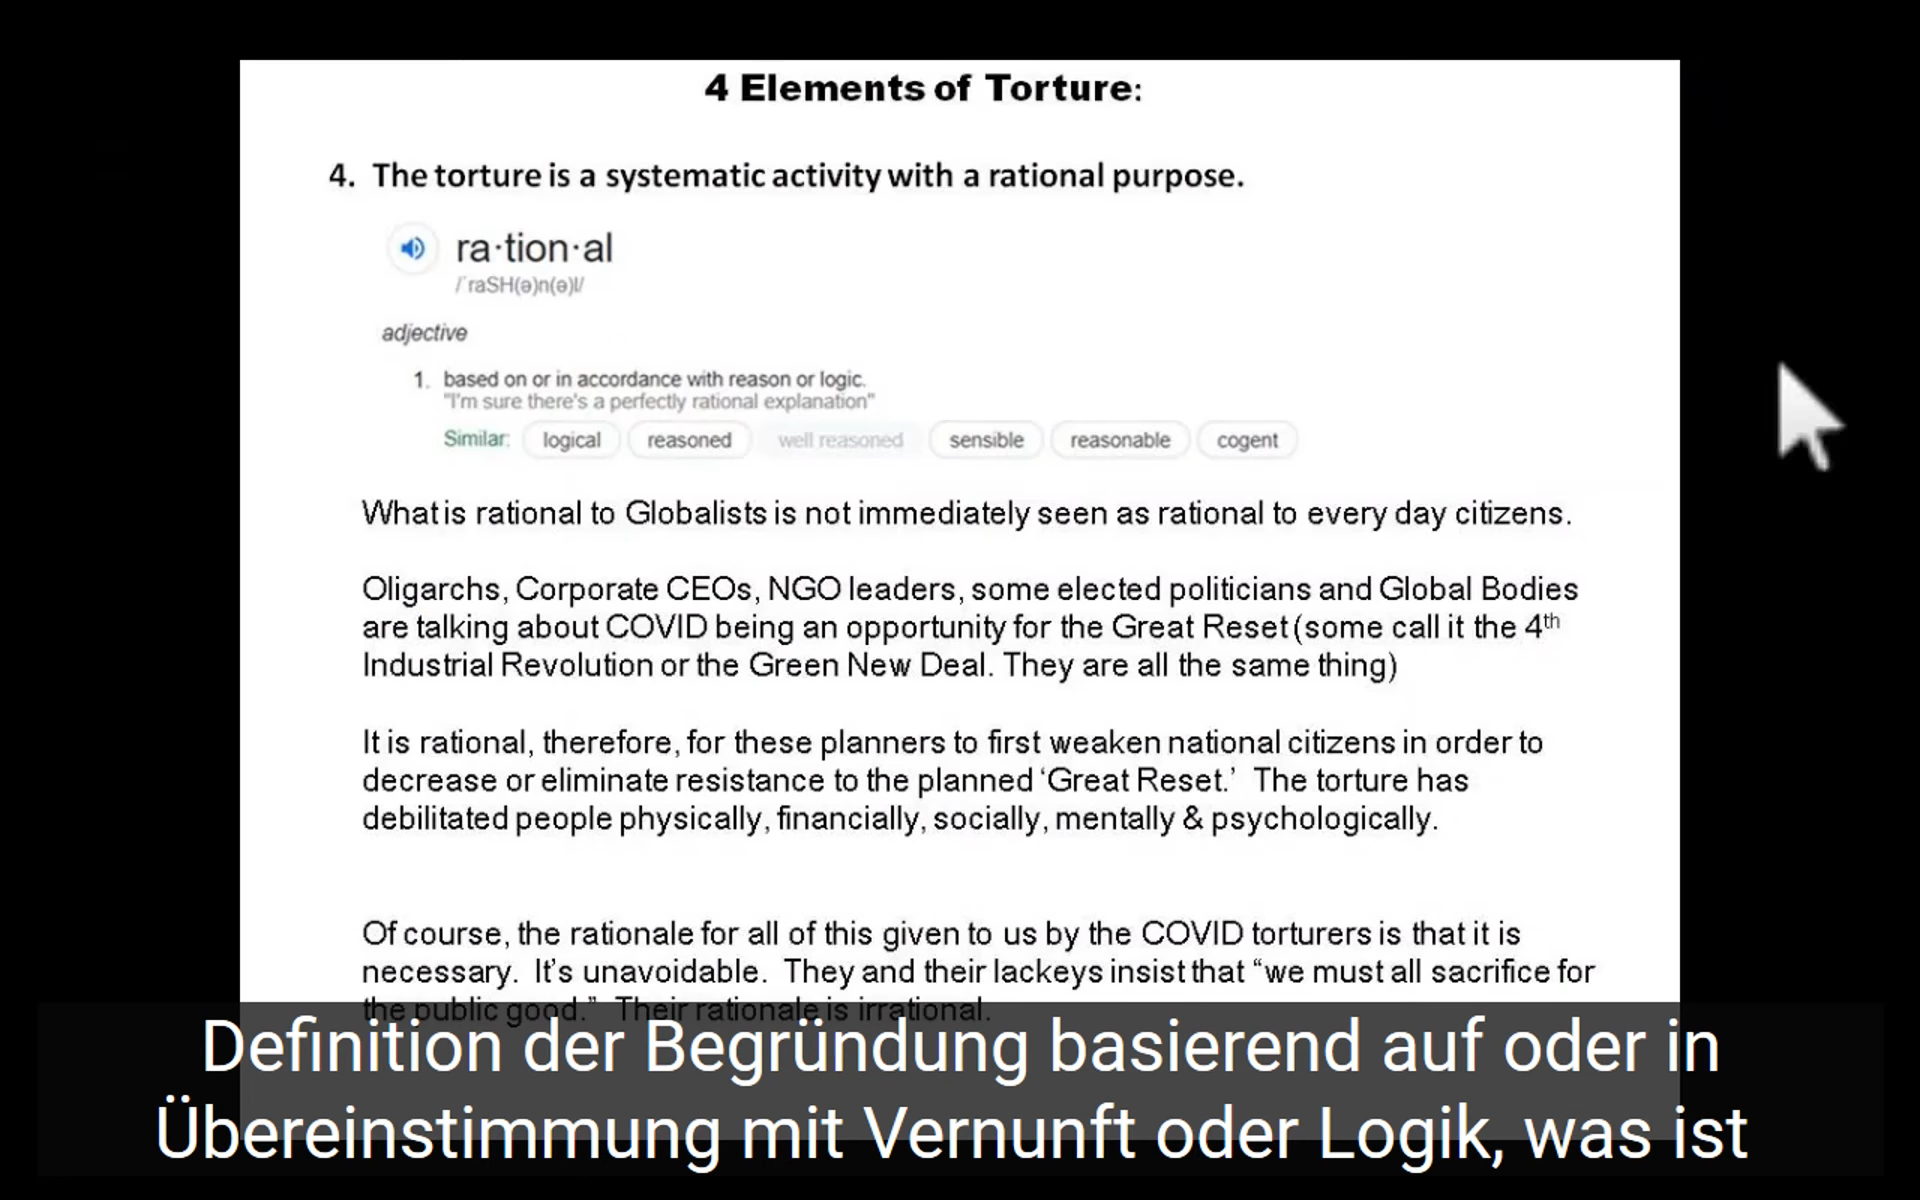 4 Elements of Torture:
4. The torture is a systematic activity with a rational purpose.
ra·tion·al
/ˈraSH(ə)n(ə)l/
adjective
1. based on or in accordance with reason or logic.
"I'm sure there's a perfectly rational explanation"
Similar: logical reasoned well reasoned sensible reasonable cogent
What is rational to Globalists is not immediately seen as rational to every day citizens.
Oligarchs, Corporate CEOs, NGO leaders, some elected politicians and Global Bodies
are talking about COVID being an opportunity for the Great Reset (some call it the 4th
Industrial Revolution or the Green New Deal. They are all the same thing)
It is rational, therefore, for these planners to first weaken national citizens in order to
decrease or eliminate resistance to the planned ‘Great Reset.’ The torture has
debilitated people physically, financially, socially, mentally & psychologically.
Of course, the rationale for all of this given to us by the COVID torturers is that it is
necessary. It’s unavoidable. They and their lackeys insist that “we must all sacrifice for
the public good.” Their rationale is irrational.
Definition der Begründung basierend auf oder in
Übereinstimmung mit Vernunft oder Logik, was ist